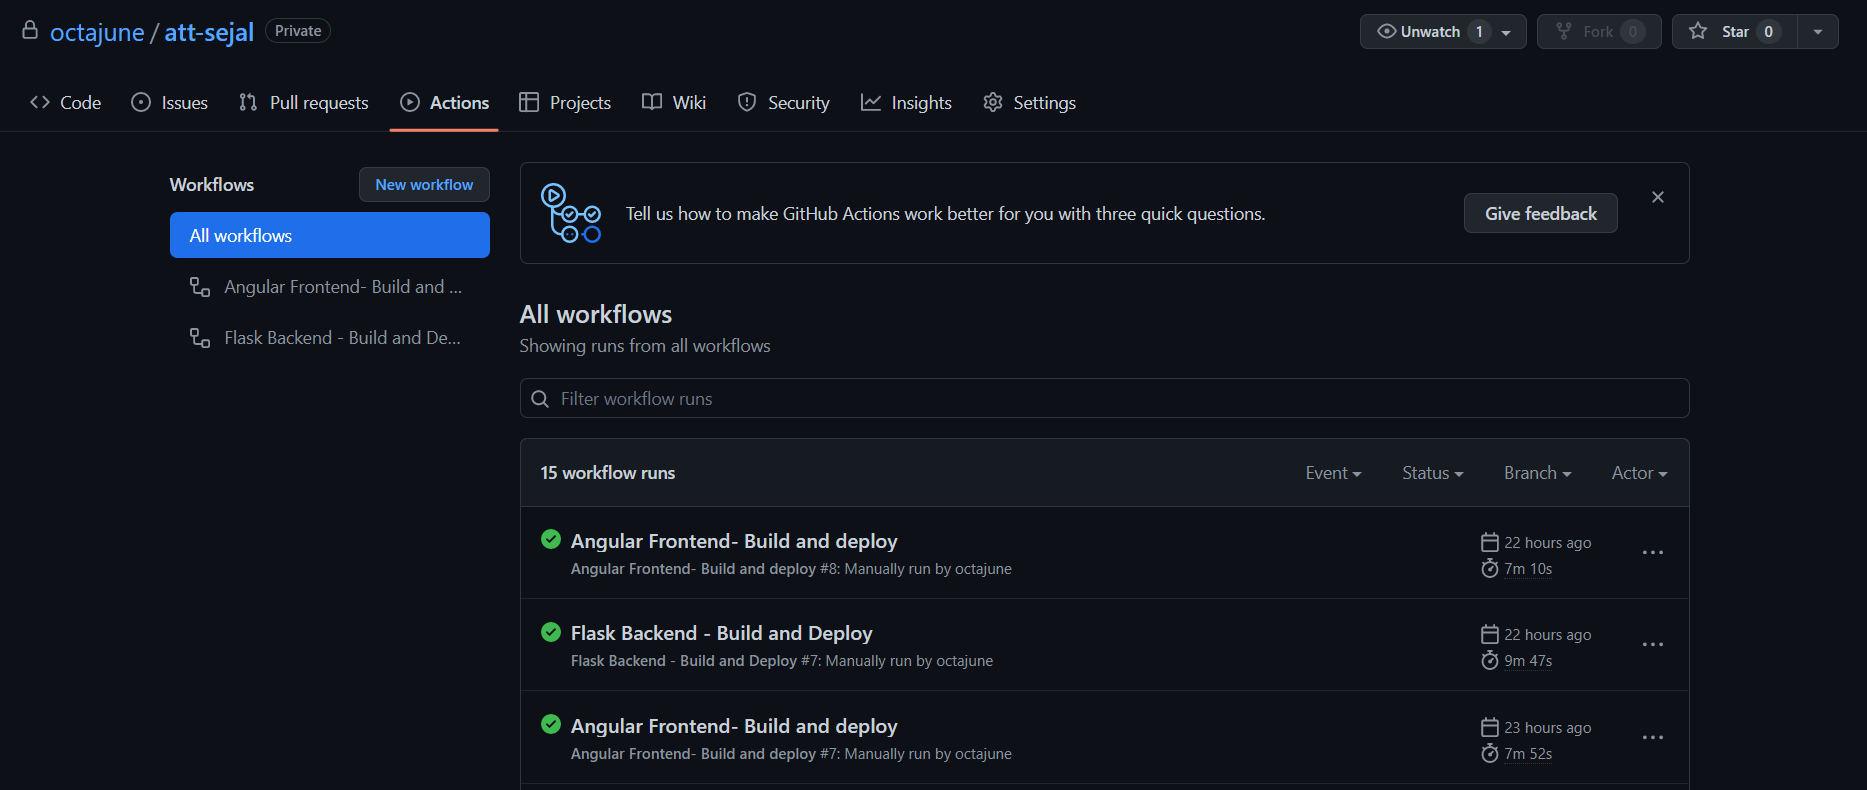 octajune / att-sejal Private
Unwatch 1 Fork 0 Star 0
Code Issues Pull requests Actions Projects Wiki Security Insights Settings
Workflows New workflow
All workflows
Angular Frontend- Build and ...
Flask Backend - Build and De...
Tell us how to make GitHub Actions work better for you with three quick questions. Give feedback
All workflows
Showing runs from all workflows
Filter workflow runs
15 workflow runs Event Status Branch Actor
Angular Frontend- Build and deploy 22 hours ago
Angular Frontend- Build and deploy #8: Manually run by octajune 7m 10s
Flask Backend - Build and Deploy 22 hours ago
Flask Backend - Build and Deploy #7: Manually run by octajune 9m 47s
Angular Frontend- Build and deploy 23 hours ago
Angular Frontend- Build and deploy #7: Manually run by octajune 7m 52s